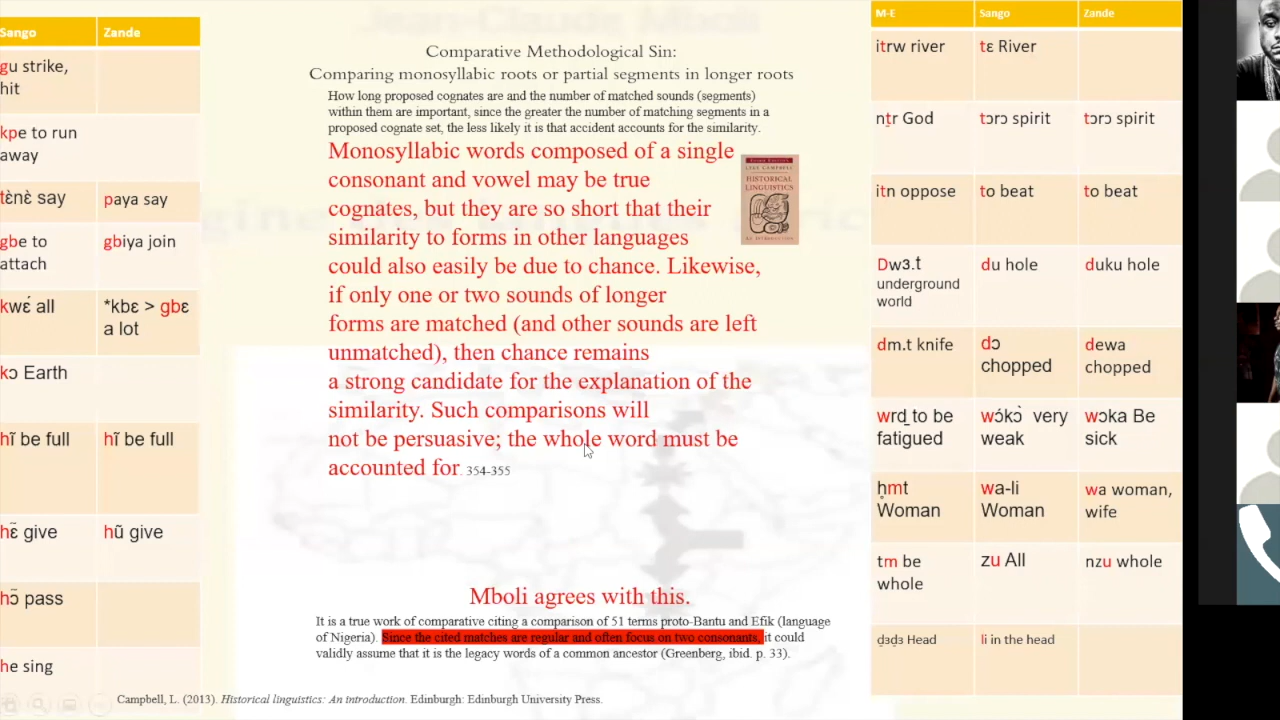 Sango Zande
gu strike,
hit
kpe to run
away
tɛ̀nɛ̀ say paya say
gbe to gbiya join
attach
kwɛ́ all *kbɛ > gbɛ
a lot
kɔ Earth
hĩ be full hĩ be full
hɛ̃ give hũ give
hɔ̃ pass
he sing
Comparative Methodological Sin:
Comparing monosyllabic roots or partial segments in longer roots
How long proposed cognates are and the number of matched sounds (segments)
within them are important, since the greater the number of matching segments in a
proposed cognate set, the less likely it is that accident accounts for the similarity.
Monosyllabic words composed of a single
consonant and vowel may be true
cognates, but they are so short that their
similarity to forms in other languages
could also easily be due to chance. Likewise,
if only one or two sounds of longer
forms are matched (and other sounds are left
unmatched), then chance remains
a strong candidate for the explanation of the
similarity. Such comparisons will
not be persuasive; the whole word must be
accounted for. 354-355
HISTORICAL
LINGUISTICS
Mboli agrees with this.
It is a true work of comparative citing a comparison of 51 terms proto-Bantu and Efik (language
of Nigeria). Since the cited matches are regular and often focus on two consonants, it could
validly assume that it is the legacy words of a common ancestor (Greenberg, ibid. p. 33).
Campbell, L. (2013). Historical linguistics: An introduction. Edinburgh: Edinburgh University Press.
M-E Sango Zande
itrw river tɛ River
nṯr God tɔrɔ spirit tɔrɔ spirit
itn oppose to beat to beat
Dwɜ.t du hole duku hole
underground
world
dm.t knife dɔ dewa
chopped chopped
wrḏ to be wɔ́kɔ̀ very wɔka Be
fatigued weak sick
ḥmt wa-li wa woman,
Woman Woman wife
tm be zu All nzu whole
whole
ḏɜḏɜ Head li in the head